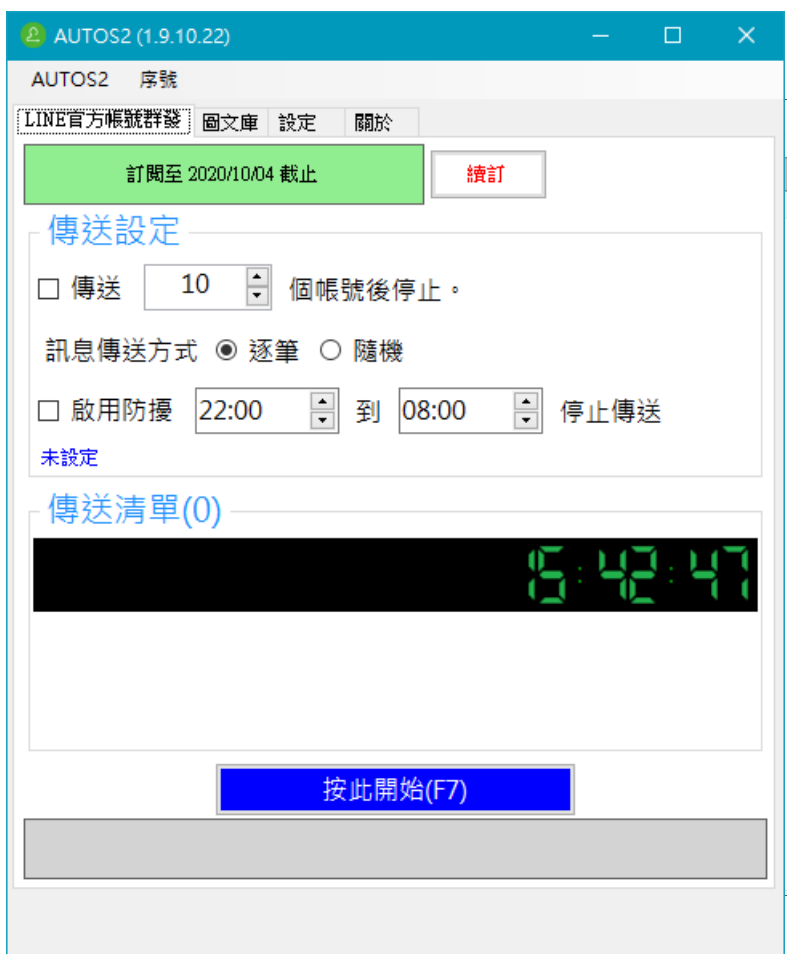 AUTOS2 (1.9.10.22)
AUTOS2 序號
LINE官方帳號群發 圖文庫 設定 關於
訂閱至 2020/10/04 截止 續訂
傳送設定
傳送 10 個帳號後停止。
訊息傳送方式 逐筆 隨機
啟用防擾 22:00 到 08:00 停止傳送
未設定
傳送清單(0)
15:42:47
按此開始(F7)